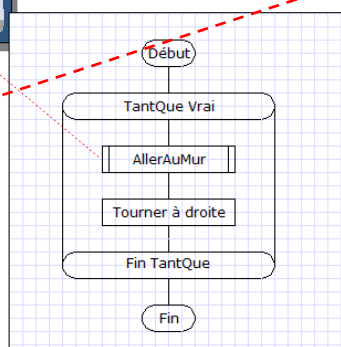 Début
TantQue Vrai
AllerAuMur
Tourner à droite
Fin TantQue
Fin